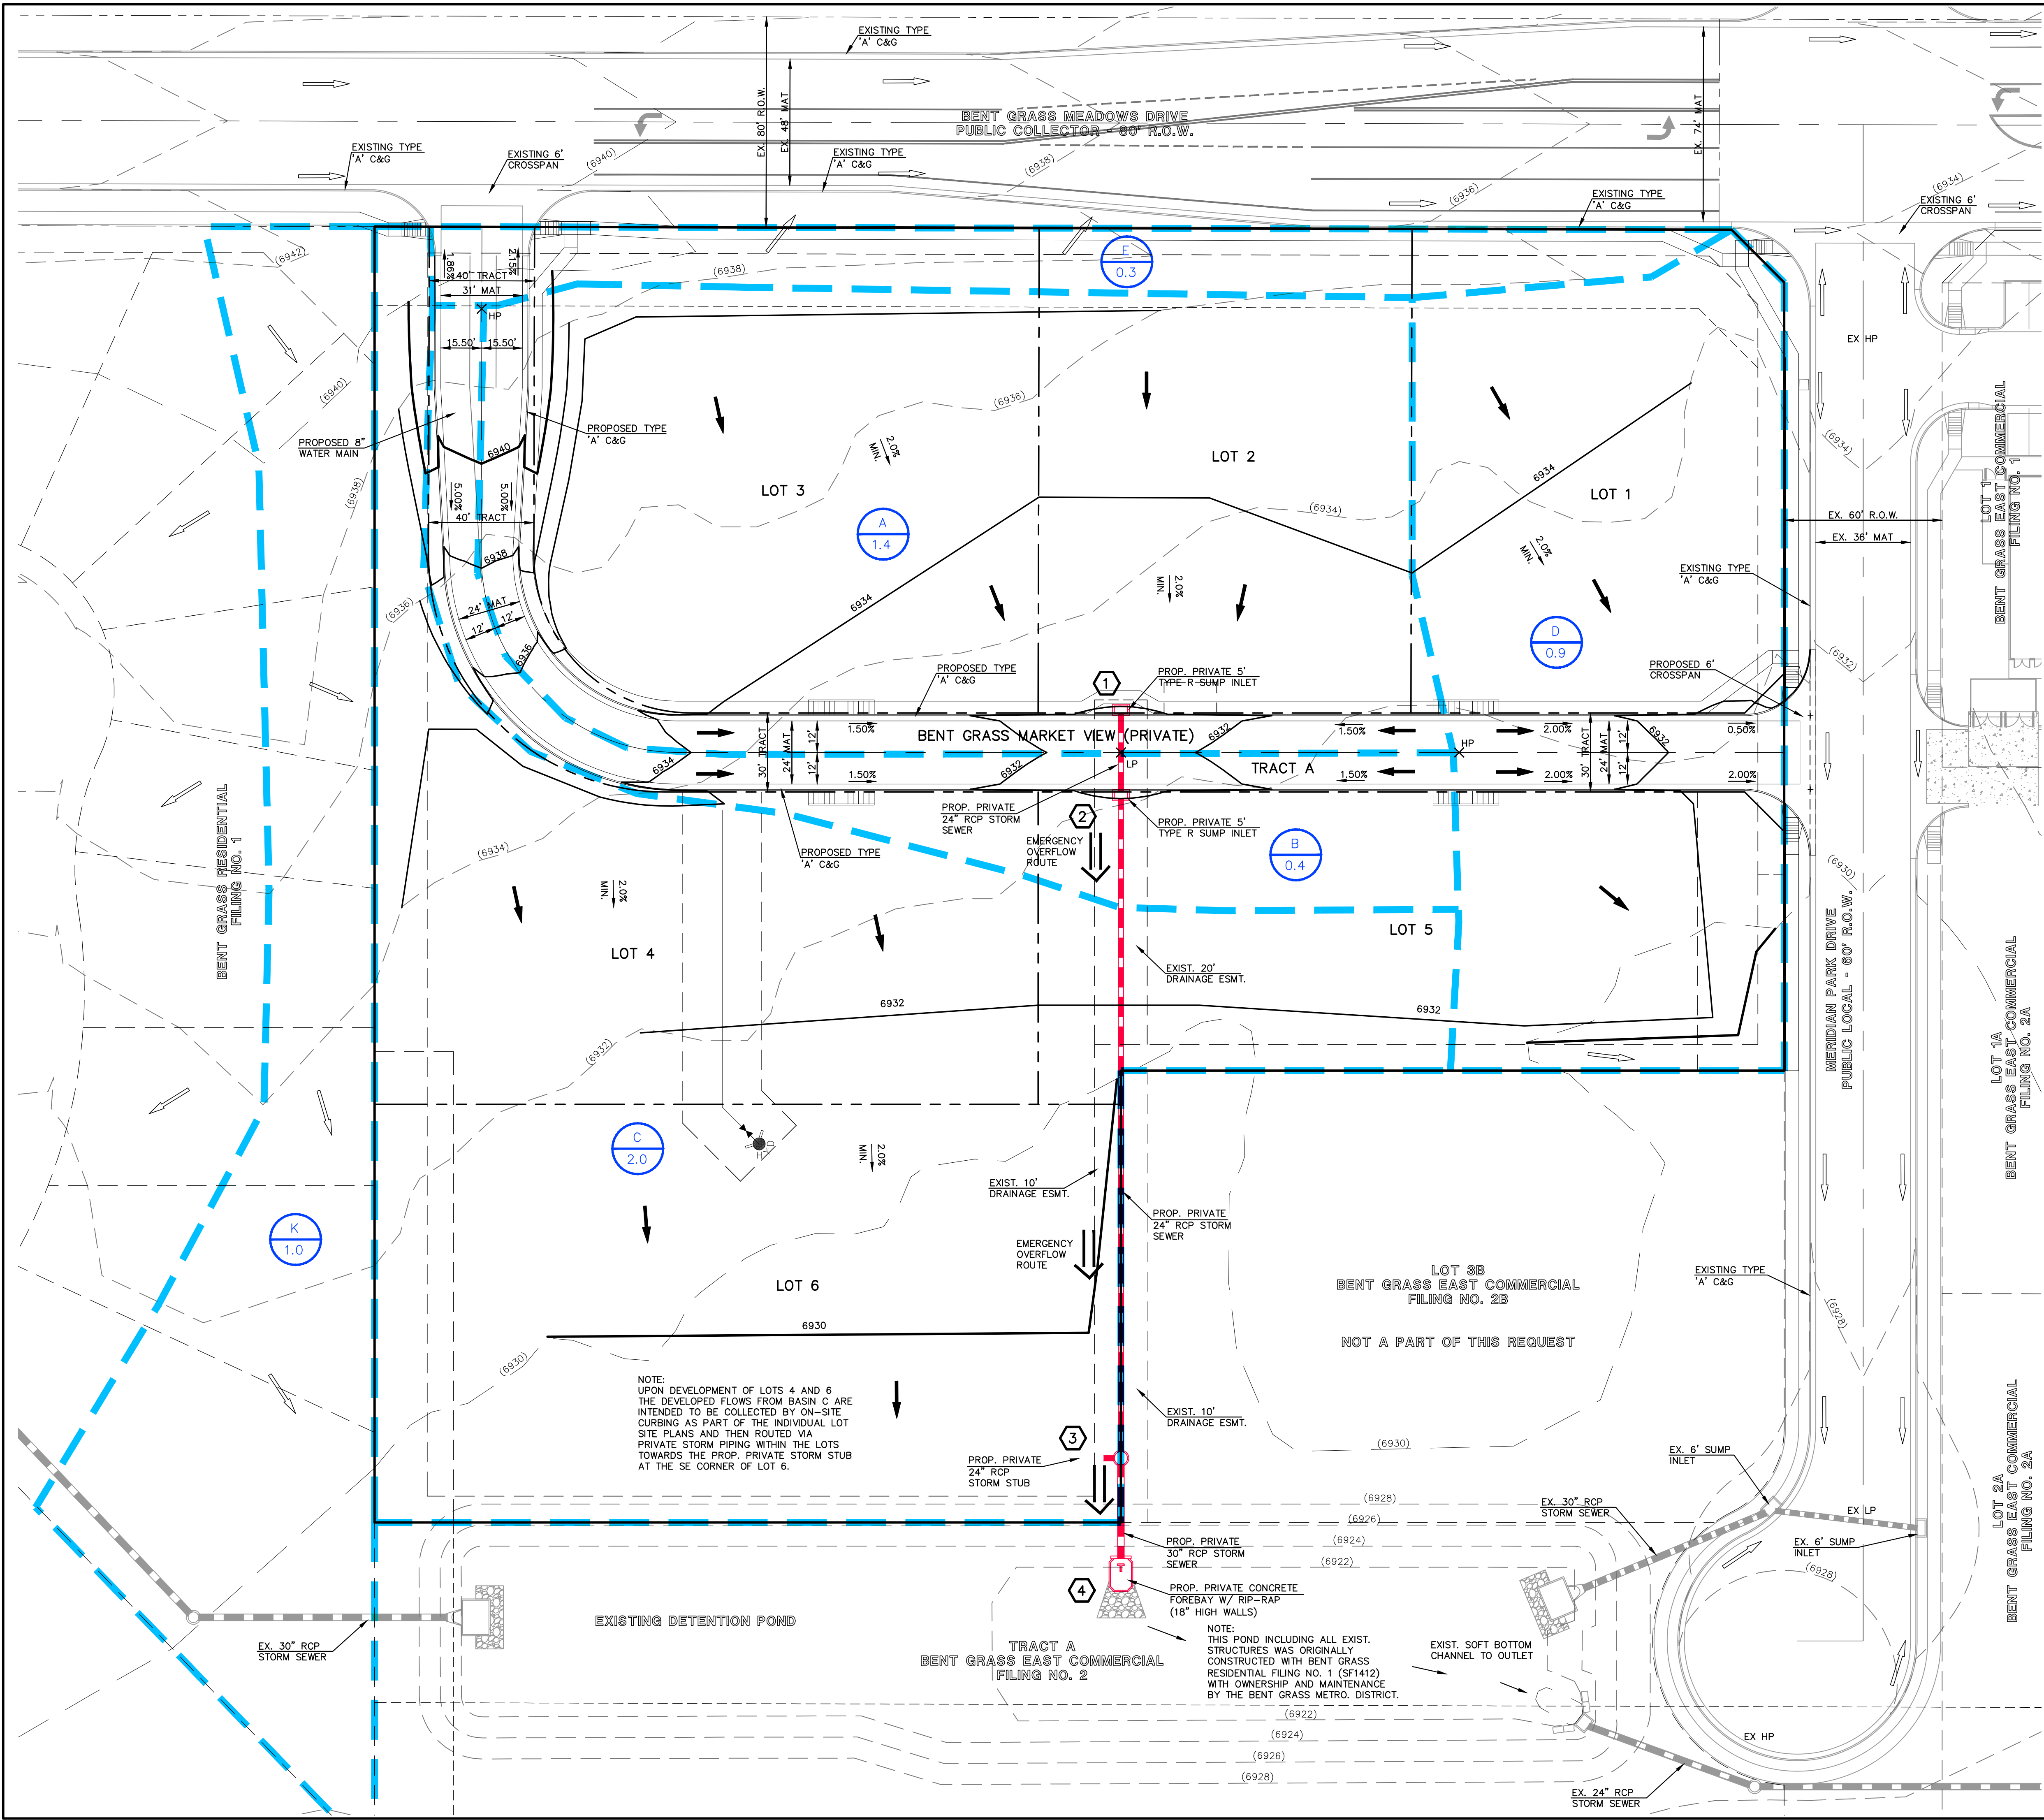 EXISTING TYPE
'A' C&G
EX. 80' R.O.W.
EX. 48' MAT
EX. 74' MAT
BENT GRASS MEADOWS DRIVE
PUBLIC COLLECTOR - 80' R.O.W.
EXISTING TYPE
'A' C&G
EXISTING 6'
CROSSPAN
(6940)
EXISTING TYPE
'A' C&G
(6938)
(6936)
EXISTING TYPE
'A' C&G
(6934)
EXISTING 6'
CROSSPAN
(6942)
1.86%
2.15%
40' TRACT
31' MAT
HP
15.50'
15.50'
(6938)
E
0.3
EX HP
(6940)
PROPOSED 8"
WATER MAIN
PROPOSED TYPE
'A' C&G
6940
(6936)
2.0%
MIN.
LOT 3
LOT 2
LOT 1
6934
(6934)
LOT 1
BENT GRASS EAST COMMERCIAL
FILING NO. 1
(6938)
5.00%
5.00%
40' TRACT
A
1.4
(6934)
EX. 60' R.O.W.
EX. 36' MAT
6938
2.0%
MIN.
2.0%
MIN.
EXISTING TYPE
'A' C&G
(6936)
24' MAT
12'
12'
6936
6934
D
0.9
PROPOSED TYPE
'A' C&G
1
PROP. PRIVATE 5'
TYPE R SUMP INLET
PROPOSED 6'
CROSSPAN
(6932)
30' TRACT
24' MAT
12'
12'
1.50%
BENT GRASS MARKET VIEW (PRIVATE)
6932
1.50%
HP
2.00%
30' TRACT
24' MAT
12'
12'
6932
0.50%
6934
1.50%
6932
LP
TRACT A
1.50%
2.00%
2.00%
PROP. PRIVATE
24" RCP STORM
SEWER
2
PROP. PRIVATE 5'
TYPE R SUMP INLET
EMERGENCY
OVERFLOW
ROUTE
B
0.4
PROPOSED TYPE
'A' C&G
(6934)
(6930)
2.0%
MIN.
BENT GRASS RESIDENTIAL
FILING NO. 1
LOT 4
LOT 5
EXIST. 20'
DRAINAGE ESMT.
MERIDIAN PARK DRIVE
PUBLIC LOCAL - 60' R.O.W.
LOT 1A
BENT GRASS EAST COMMERCIAL
FILING NO. 2A
6932
6932
(6932)
C
2.0
2.0%
MIN.
EXIST. 10'
DRAINAGE ESMT.
PROP. PRIVATE
24" RCP STORM
SEWER
K
1.0
EMERGENCY
OVERFLOW
ROUTE
LOT 6
LOT 3B
BENT GRASS EAST COMMERCIAL
FILING NO. 2B
NOT A PART OF THIS REQUEST
EXISTING TYPE
'A' C&G
(6928)
6930
(6930)
NOTE:
UPON DEVELOPMENT OF LOTS 4 AND 6
THE DEVELOPED FLOWS FROM BASIN C ARE
INTENDED TO BE COLLECTED BY ON-SITE
CURBING AS PART OF THE INDIVIDUAL LOT
SITE PLANS AND THEN ROUTED VIA
PRIVATE STORM PIPING WITHIN THE LOTS
TOWARDS THE PROP. PRIVATE STORM STUB
AT THE SE CORNER OF LOT 6.
EXIST. 10'
DRAINAGE ESMT.
3
PROP. PRIVATE
24" RCP
STORM STUB
(6930)
EX. 6' SUMP
INLET
LOT 2A
BENT GRASS EAST COMMERCIAL
FILING NO. 2A
(6928)
(6926)
(6924)
(6922)
EX. 30" RCP
STORM SEWER
EX LP
EX. 6' SUMP
INLET
(6928)
PROP. PRIVATE
30" RCP STORM
SEWER
4
PROP. PRIVATE CONCRETE
FOREBAY W/ RIP-RAP
(18" HIGH WALLS)
EXISTING DETENTION POND
EX. 30" RCP
STORM SEWER
TRACT A
BENT GRASS EAST COMMERCIAL
FILING NO. 2
NOTE:
THIS POND INCLUDING ALL EXIST.
STRUCTURES WAS ORIGINALLY
CONSTRUCTED WITH BENT GRASS
RESIDENTIAL FILING NO. 1 (SF1412)
WITH OWNERSHIP AND MAINTENANCE
BY THE BENT GRASS METRO. DISTRICT.
EXIST. SOFT BOTTOM
CHANNEL TO OUTLET
(6922)
(6924)
(6926)
(6928)
EX HP
EX. 24" RCP
STORM SEWER